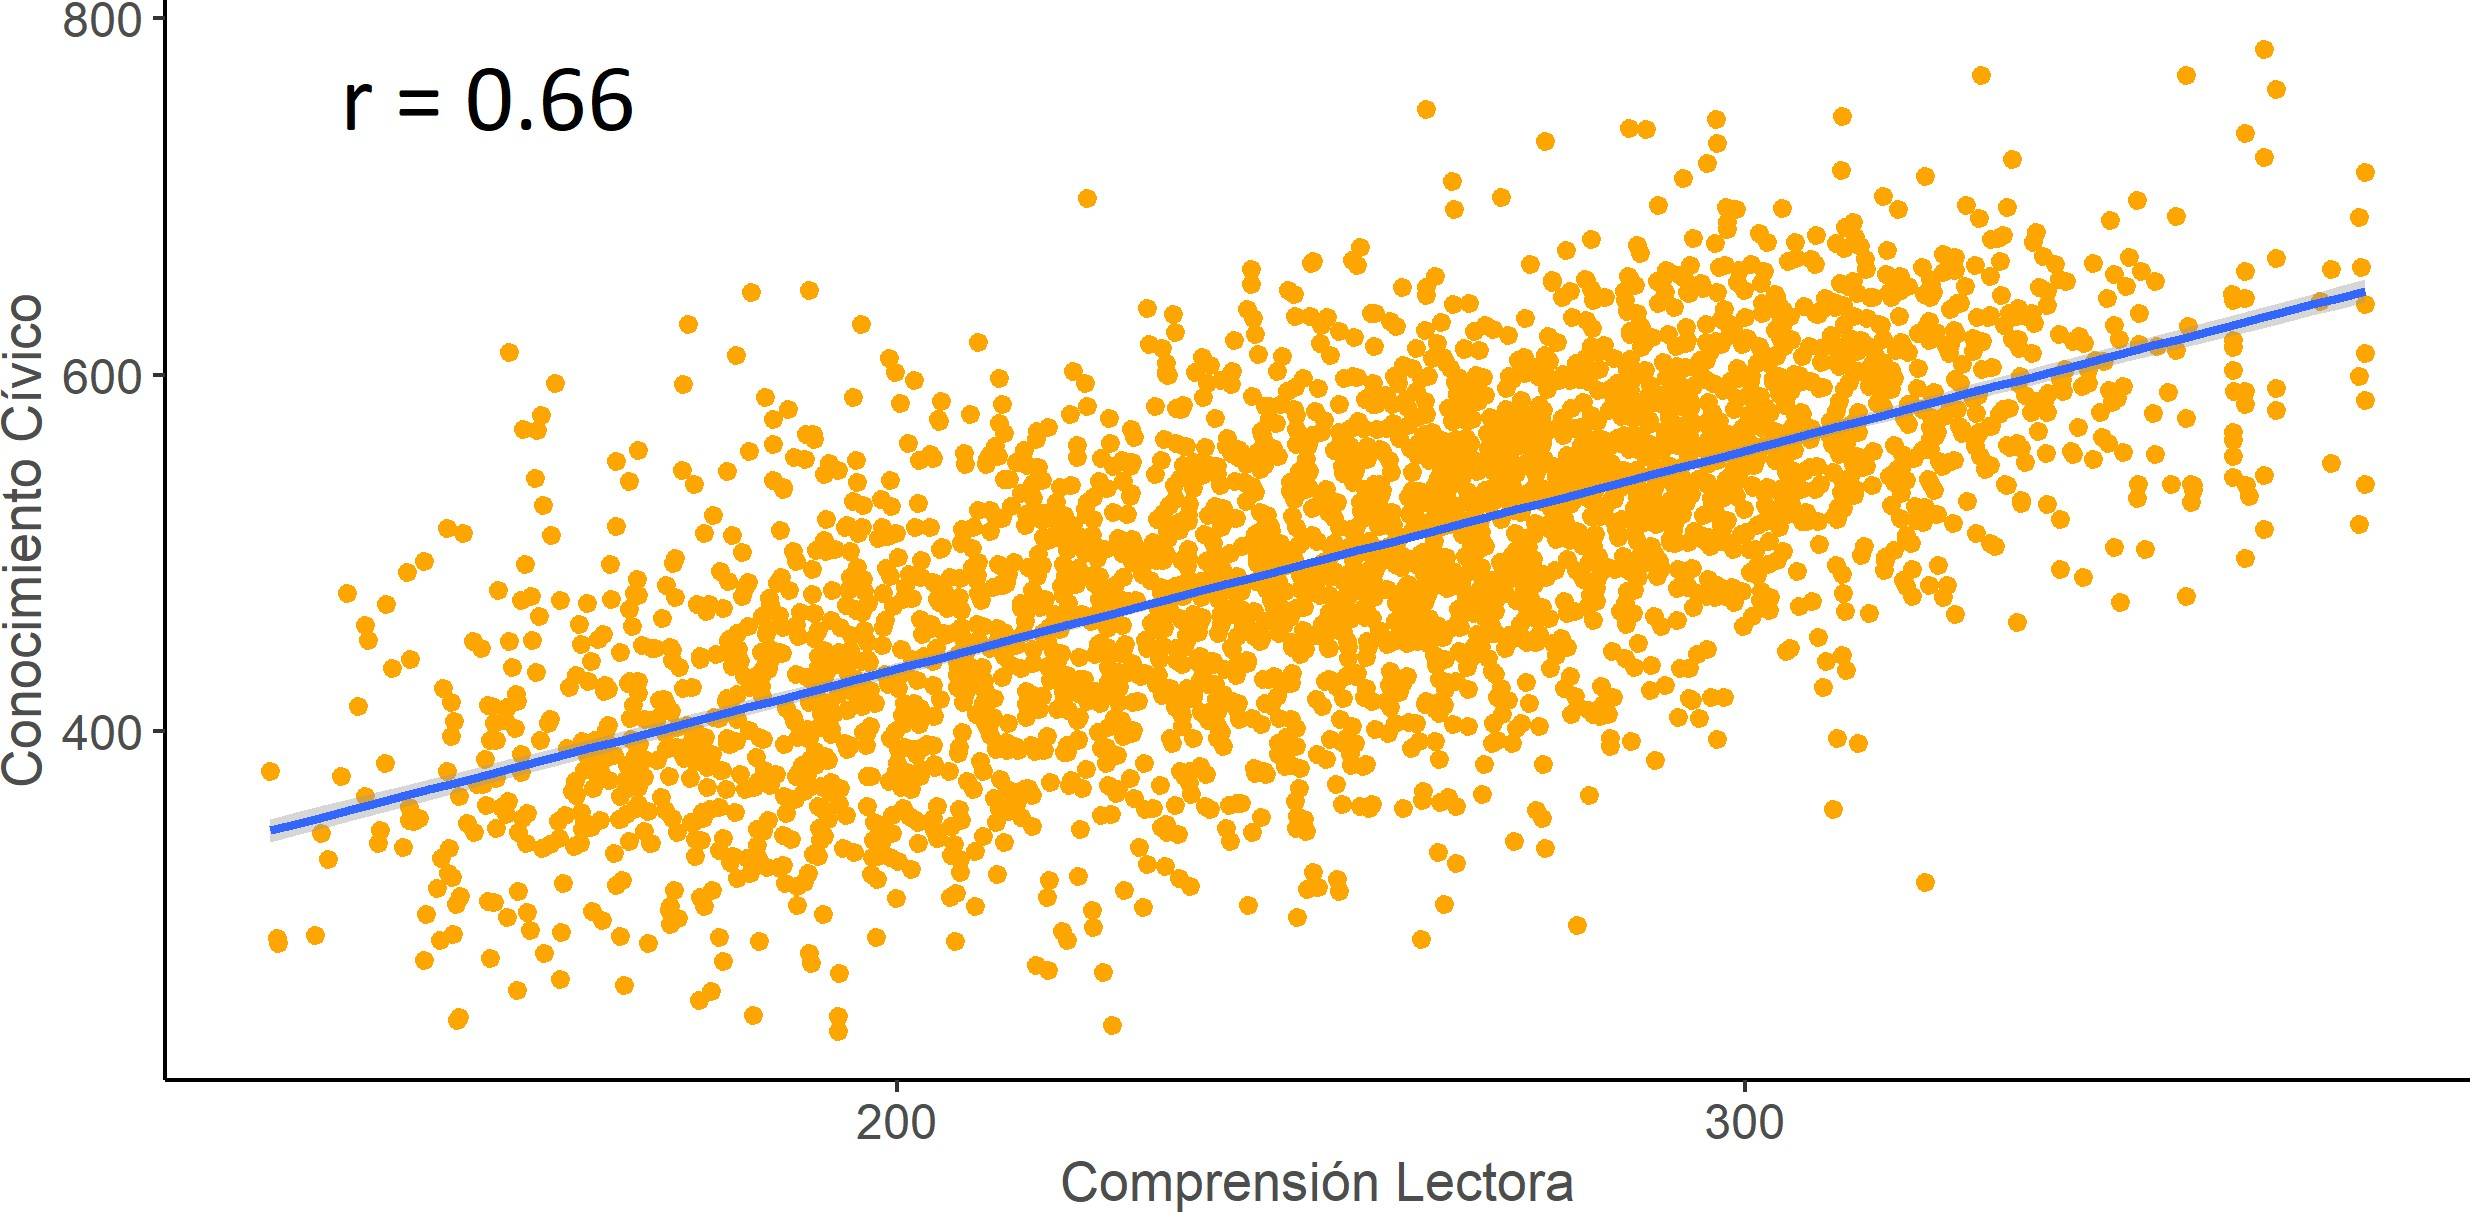 800
r = 0.66
600
400
Conocimiento Cívico
200
300
Comprensión Lectora